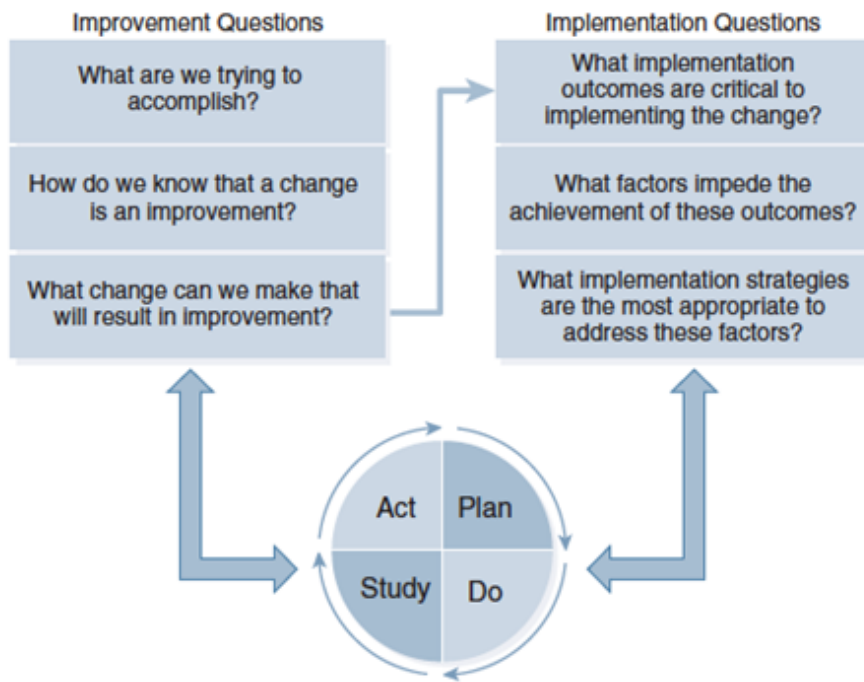 Improvement Questions
What are we trying to
accomplish?
How do we know that a change
is an improvement?
What change can we make that
will result in improvement?
Implementation Questions
What implementation
outcomes are critical to
implementing the change?
What factors impede the
achievement of these outcomes?
What implementation strategies
are the most appropriate to
address these factors?
Act
Plan
Study
Do